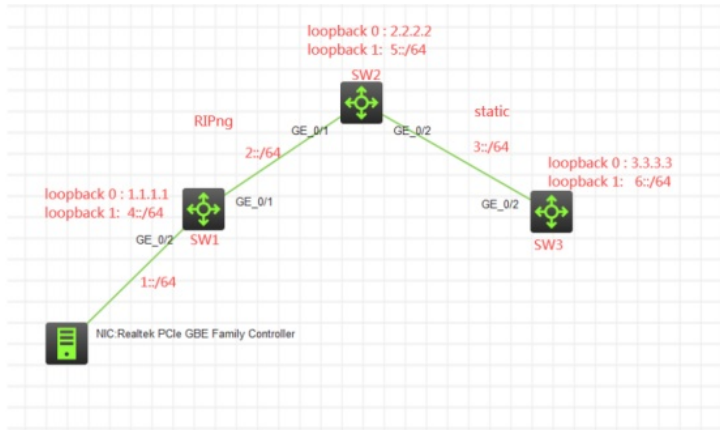 loopback 0 : 2.2.2.2
loopback 1: 5::/64
SW2
RIPng
GE_0/1
GE_0/2
static
2::/64
3::/64
loopback 0 : 3.3.3.3
loopback 1: 6::/64
loopback 0 : 1.1.1.1
loopback 1: 4::/64
GE_0/1
GE_0/2
GE_0/2
SW1
SW3
1::/64
NIC:Realtek PCIe GBE Family Controller